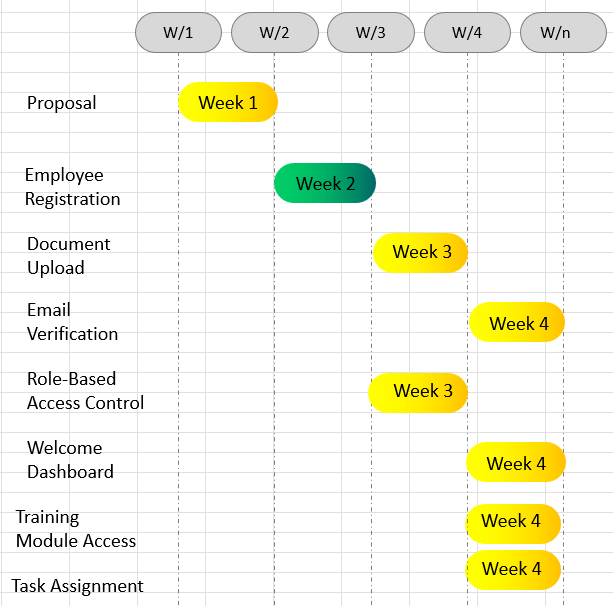 W/1 W/2 W/3 W/4 W/n
Proposal Week 1
Employee
Registration
Week 2
Document
Upload
Week 3
Email
Verification
Week 4
Role-Based
Access Control
Week 3
Welcome
Dashboard
Week 4
Training
Module Access
Week 4
Week 4
Task Assignment